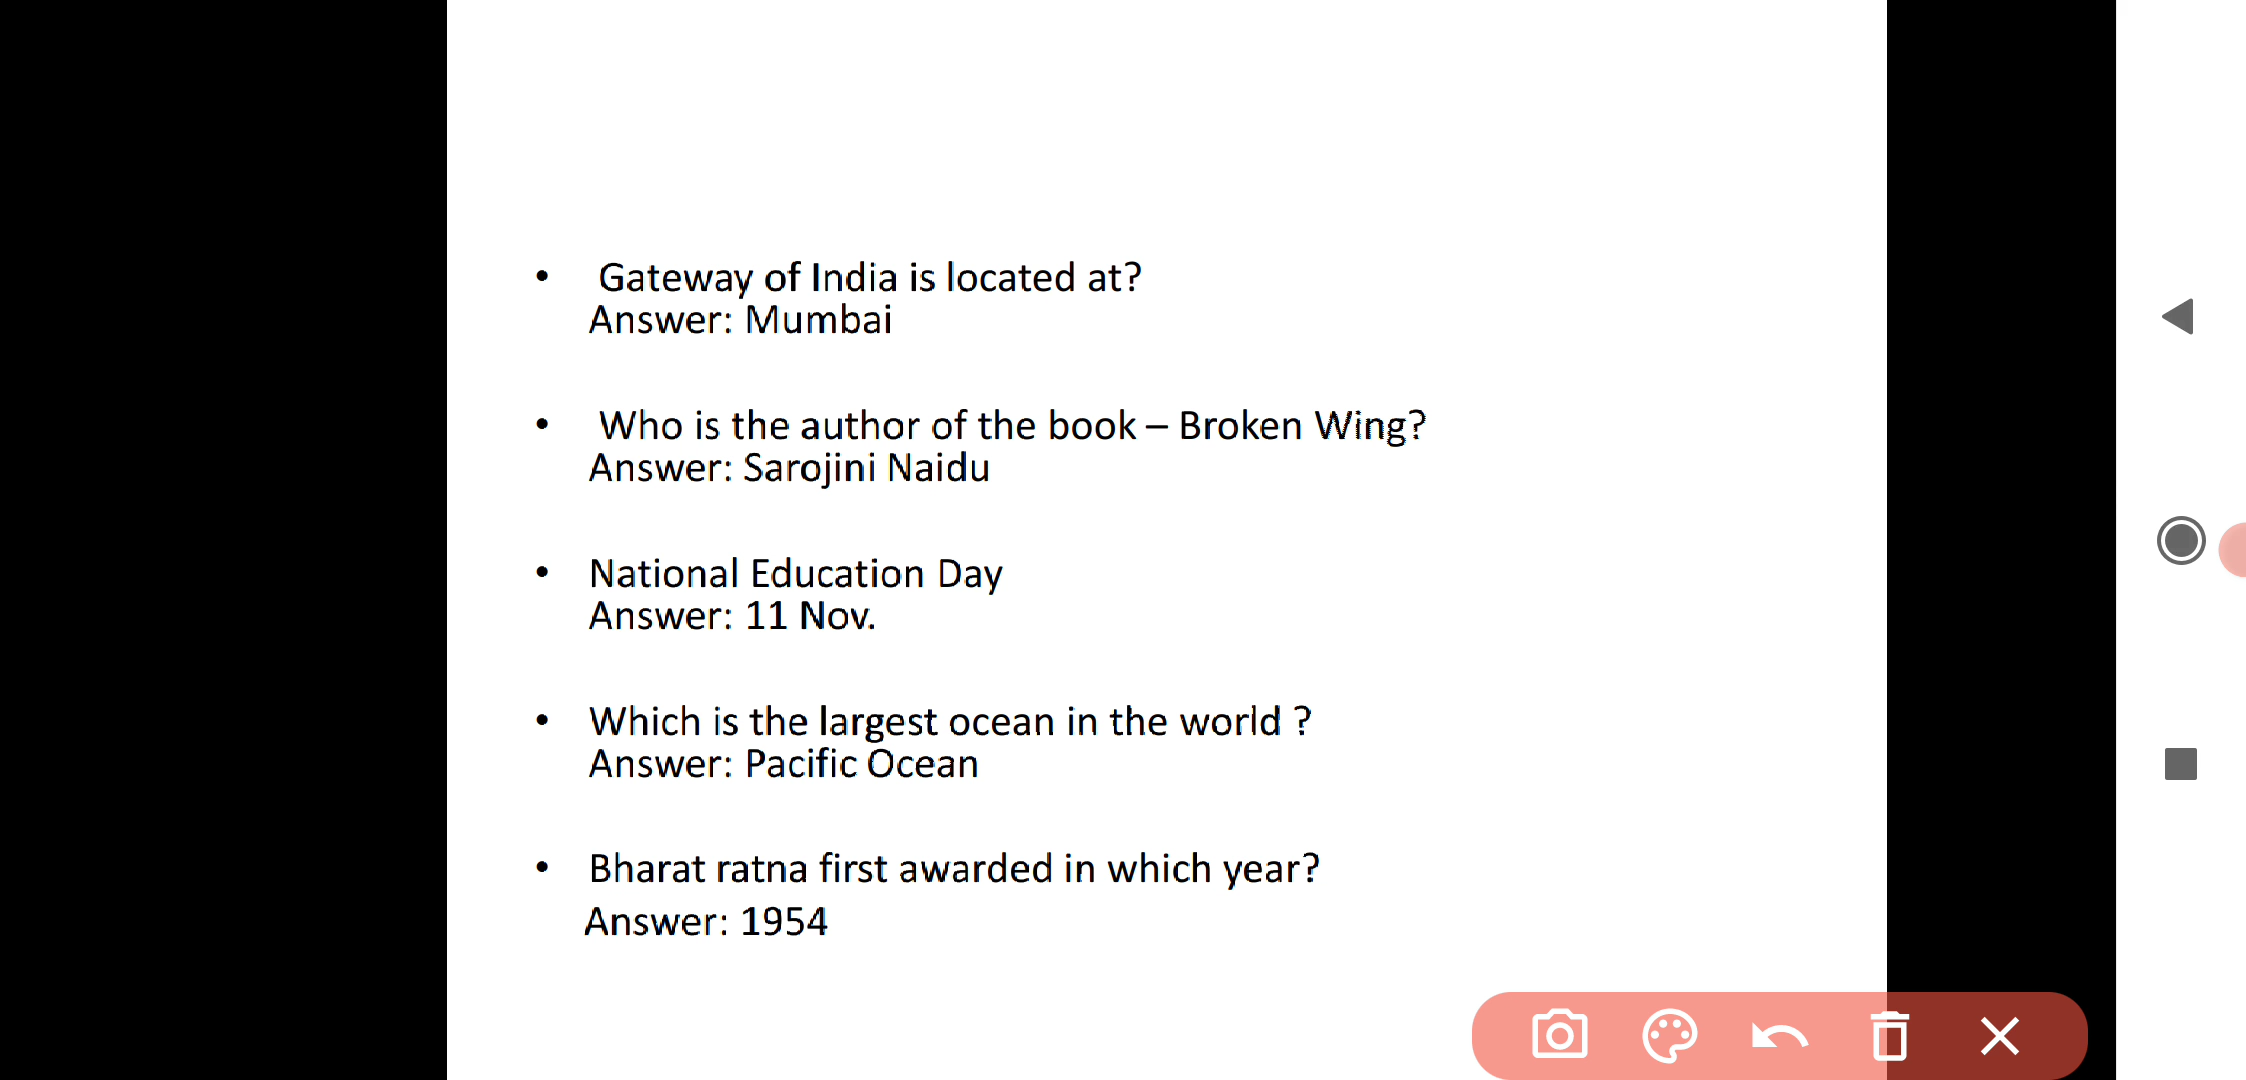 • Gateway of India is located at?
Answer: Mumbai
• Who is the author of the book – Broken Wing?
Answer: Sarojini Naidu
• National Education Day
Answer: 11 Nov.
• Which is the largest ocean in the world ?
Answer: Pacific Ocean
• Bharat ratna first awarded in which year?
Answer: 1954